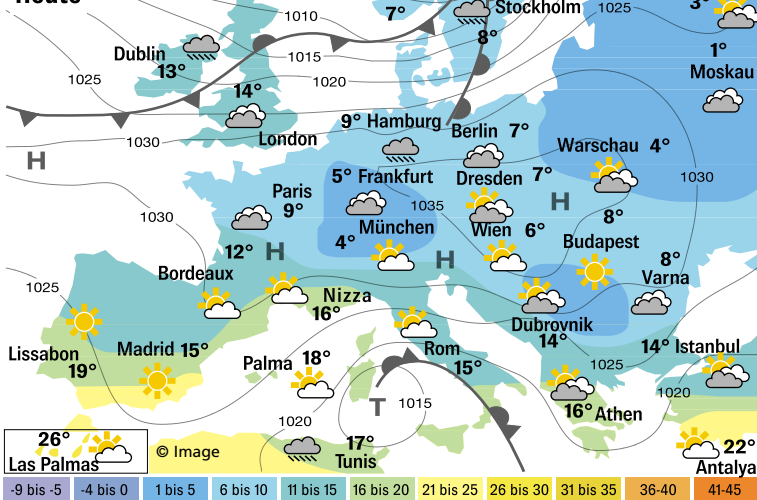 1010
7°
Stockholm
1025
3°
Dublin
13°
8°
1°
Moskau
1015
1025
1020
14°
London
9° Hamburg
Berlin 7°
1030
H
Warschau 4°
5° Frankfurt
Dresden 7°
1030
Paris
9°
1035
H
1030
München
4°
Wien 6°
8°
Budapest
12°
H
H
8°
Varna
Bordeaux
1025
Nizza
16°
Dubrovnik
14°
Lissabon
19°
Madrid 15°
Palma 18°
Rom
15°
14° Istanbul
1025
1020
T
1015
16° Athen
1020
26°
Las Palmas
© Image
17°
Tunis
22°
Antalya
-9 bis -5
-4 bis 0
1 bis 5
6 bis 10
11 bis 15
16 bis 20
21 bis 25
26 bis 30
31 bis 35
36-40
41-45